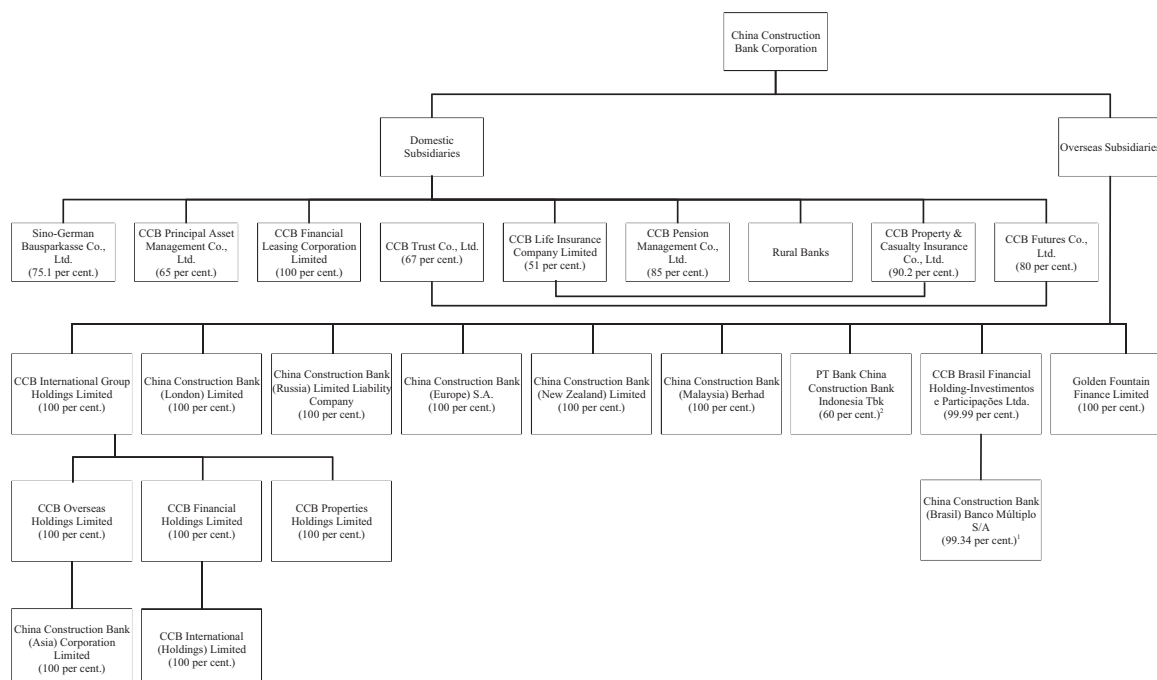 China Construction
Bank Corporation
Domestic
Subsidiaries
Overseas Subsidiaries
Sino-German
Bausparkasse Co.,
Ltd.
(75.1 per cent.)
CCB Principal Asset
Management Co.,
Ltd.
(65 per cent.)
CCB Financial
Leasing Corporation
Limited
(100 per cent.)
CCB Trust Co., Ltd.
(67 per cent.)
CCB Life Insurance
Company Limited
(51 per cent.)
CCB Pension
Management Co.,
Ltd.
(85 per cent.)
Rural Banks
CCB Property &
Casualty Insurance
Co., Ltd.
(90.2 per cent.)
CCB Futures Co.,
Ltd.
(80 per cent.)
CCB International Group
Holdings Limited
(100 per cent.)
China Construction Bank
(London) Limited
(100 per cent.)
China Construction Bank
(Russia) Limited Liability
Company
(100 per cent.)
China Construction Bank
(Europe) S.A.
(100 per cent.)
China Construction Bank
(New Zealand) Limited
(100 per cent.)
China Construction Bank
(Malaysia) Berhad
(100 per cent.)
PT Bank China
Construction Bank
Indonesia Tbk
(60 per cent.)²
CCB Brasil Financial
Holding-Investimentos
e Participações Ltda.
(99.99 per cent.)
Golden Fountain
Finance Limited
(100 per cent.)
CCB Overseas
Holdings Limited
(100 per cent.)
CCB Financial
Holdings Limited
(100 per cent.)
CCB Properties
Holdings Limited
(100 per cent.)
China Construction Bank
(Brasil) Banco Múltiplo
S/A
(99.34 per cent.)¹
China Construction Bank
(Asia) Corporation
Limited
(100 per cent.)
CCB International
(Holdings) Limited
(100 per cent.)